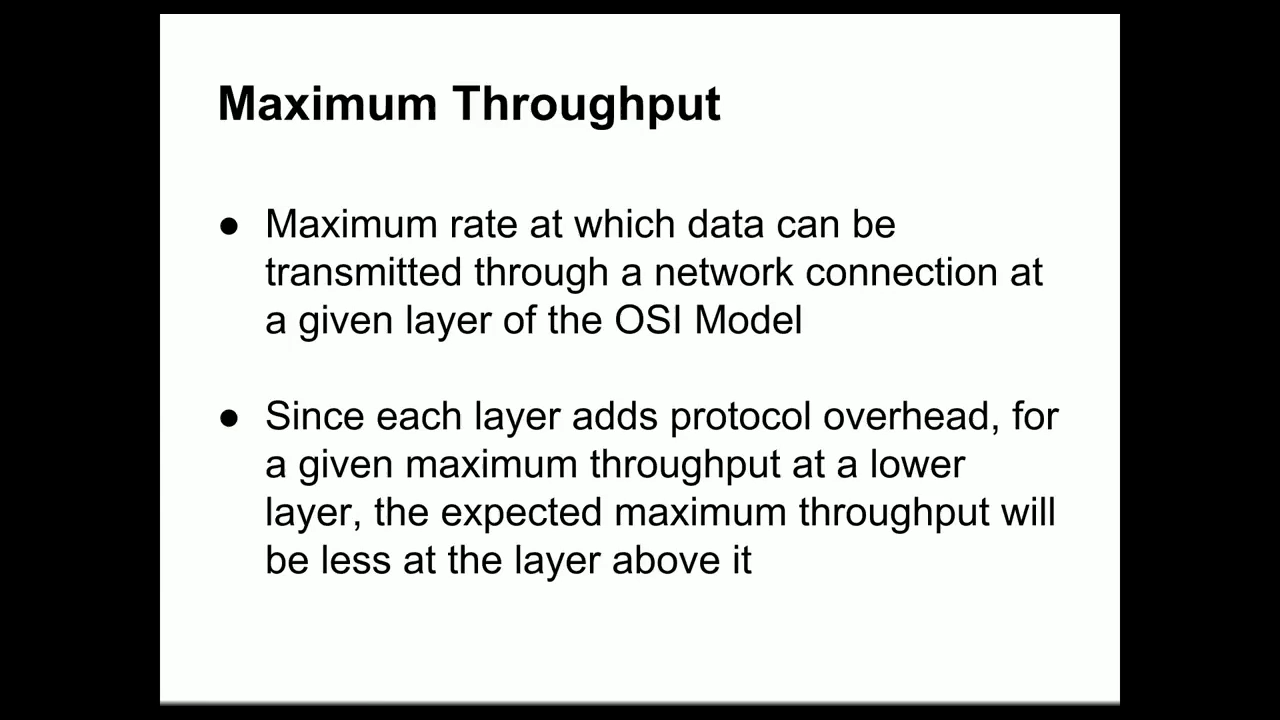 Maximum Throughput
● Maximum rate at which data can be
transmitted through a network connection at
a given layer of the OSI Model
● Since each layer adds protocol overhead, for
a given maximum throughput at a lower
layer, the expected maximum throughput will
be less at the layer above it